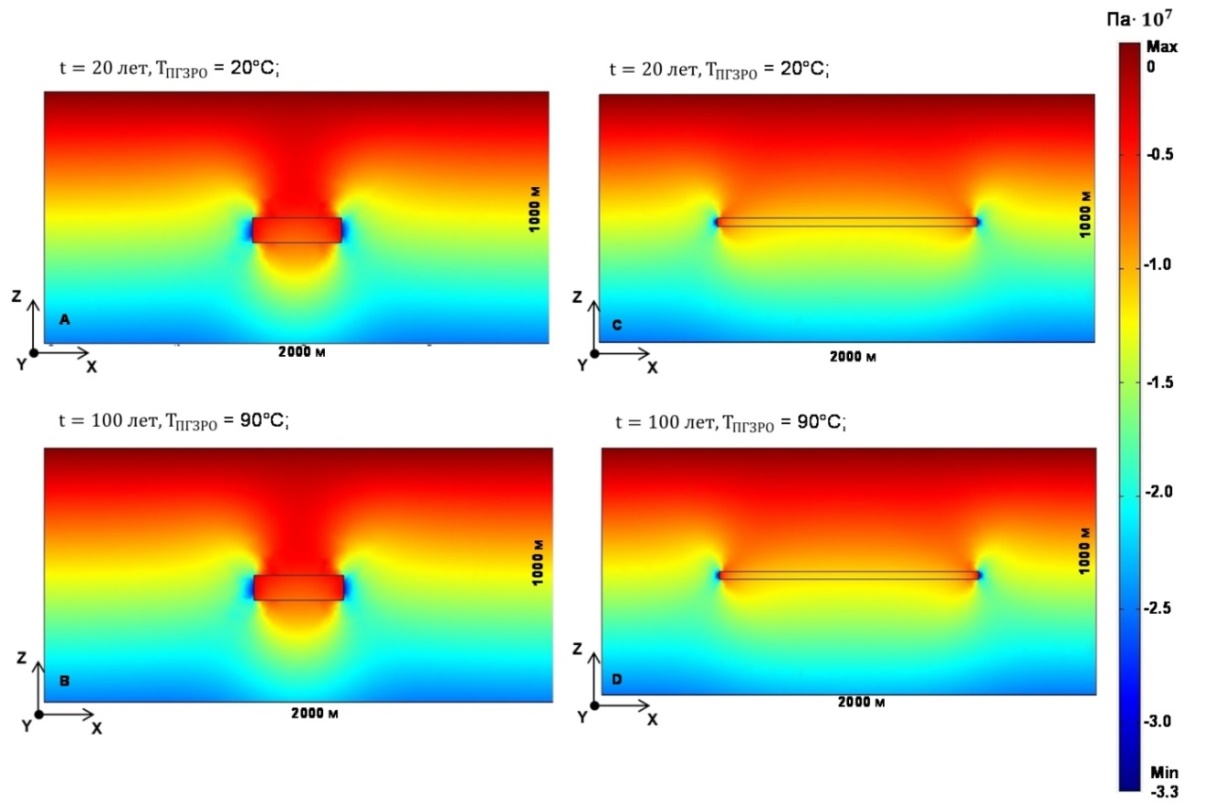 Па· 10⁷
Max
0
-0.5
-1.0
-1.5
-2.0
-2.5
-3.0
Min
-3.3
t = 20 лет, TПГЗРО = 20°C;
1000 м
Z
A
Y
X
2000 м
t = 20 лет, TПГЗРО = 20°C;
1000 м
Z
C
Y
X
2000 м
t = 100 лет, TПГЗРО = 90°C;
1000 м
Z
B
Y
X
2000 м
t = 100 лет, TПГЗРО = 90°C;
1000 м
Z
D
Y
X
2000 м